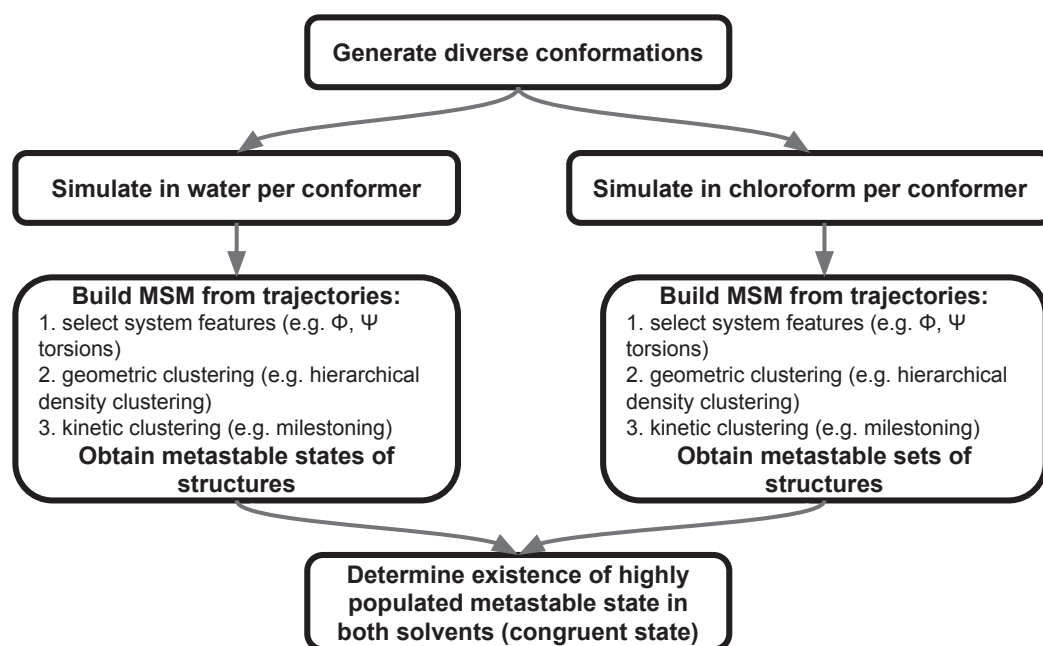 Generate diverse conformations
Simulate in water per conformer
Simulate in chloroform per conformer
Build MSM from trajectories:
1. select system features (e.g. Φ, Ψ
torsions)
2. geometric clustering (e.g. hierarchical
density clustering)
3. kinetic clustering (e.g. milestoning)
Obtain metastable states of
structures
Build MSM from trajectories:
1. select system features (e.g. Φ, Ψ
torsions)
2. geometric clustering (e.g. hierarchical
density clustering)
3. kinetic clustering (e.g. milestoning)
Obtain metastable sets of
structures
Determine existence of highly
populated metastable state in
both solvents (congruent state)